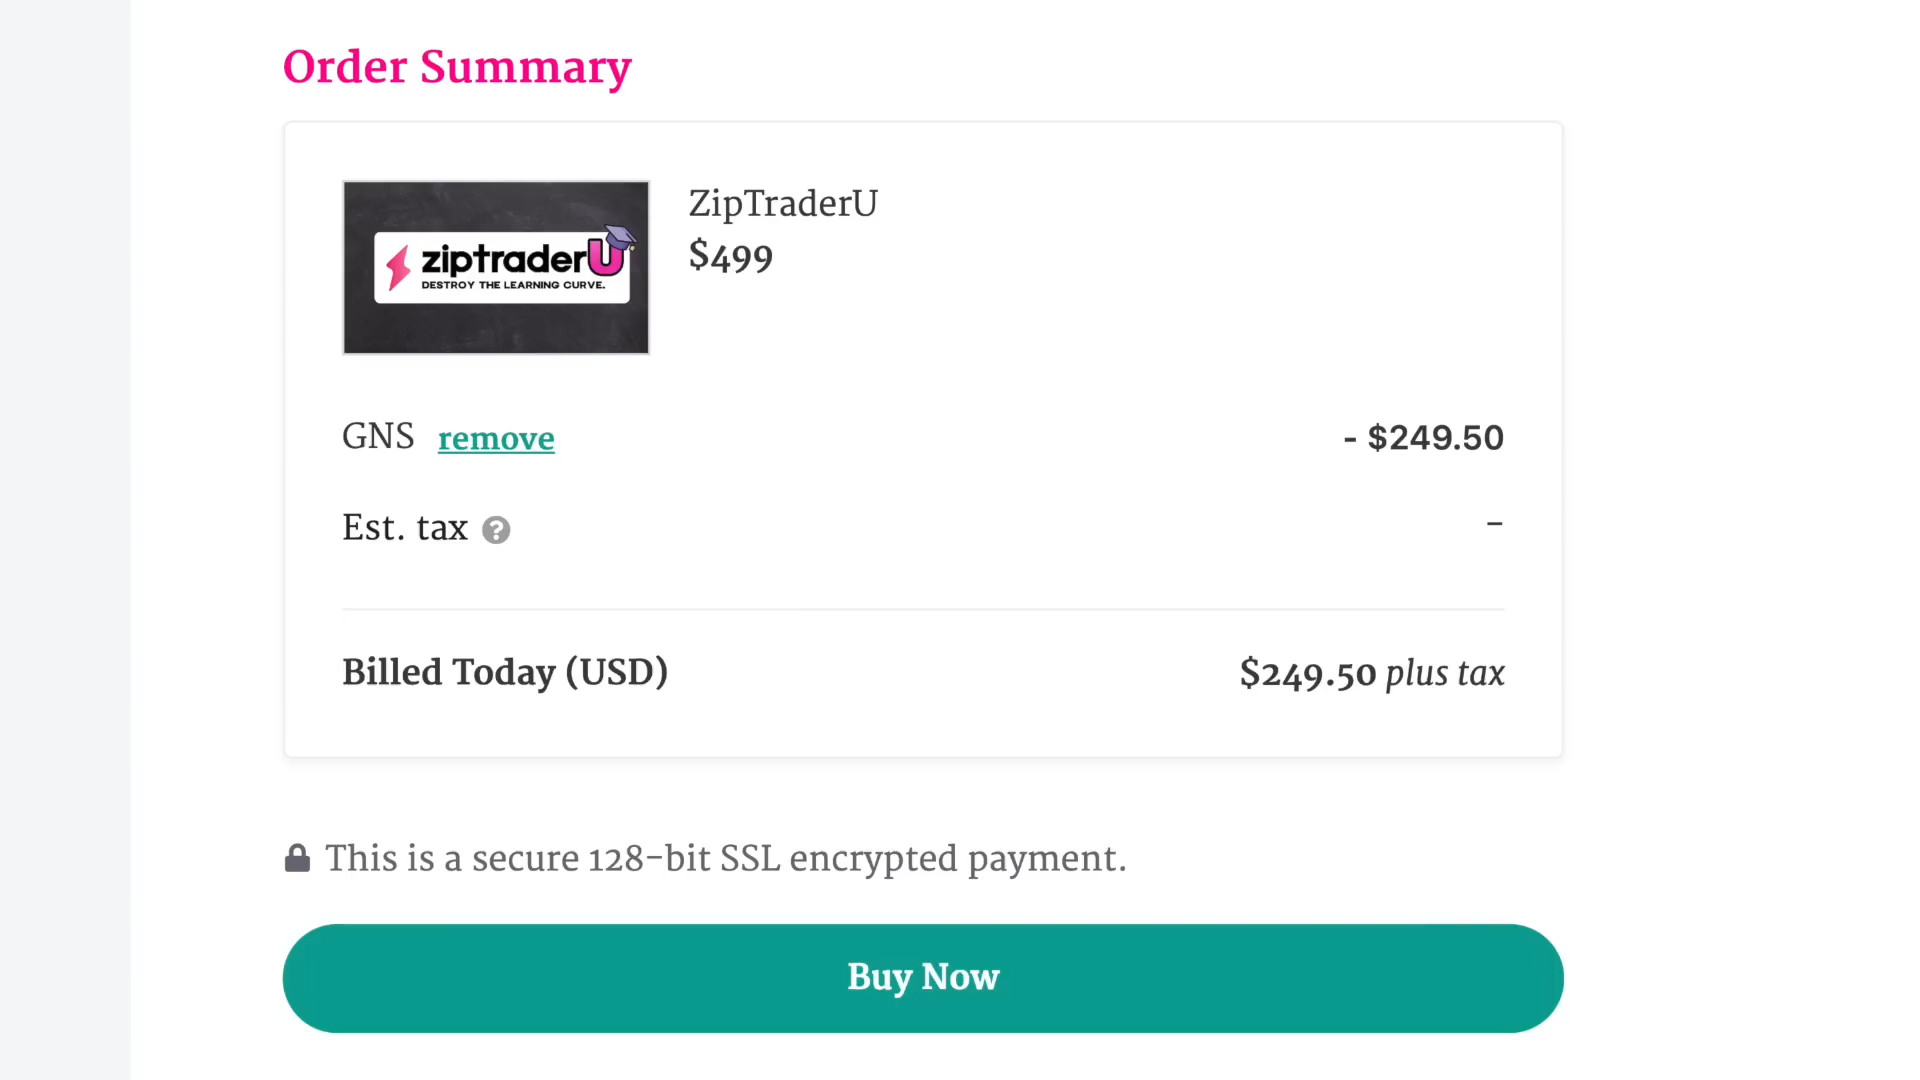 Order Summary
ziptraderU
DESTROY THE LEARNING CURVE.
ZipTraderU
$499
GNS remove - $249.50
Est. tax ? -
Billed Today (USD) $249.50 plus tax
This is a secure 128-bit SSL encrypted payment.
Buy Now